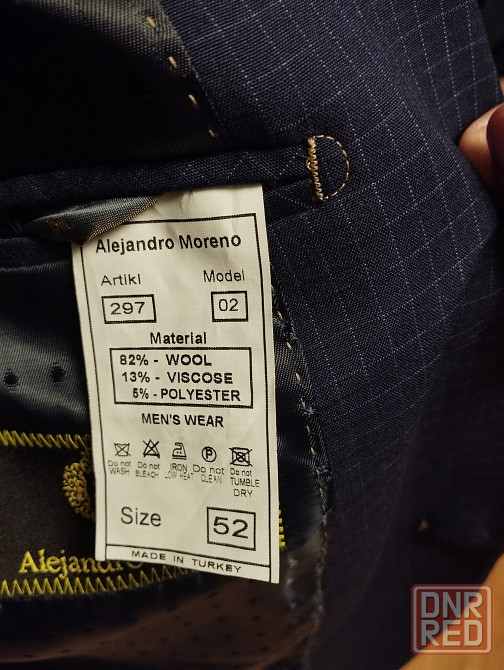 Alejandro Moreno
Artikl Model
297 02
Material
82% - WOOL
13% - VISCOSE
5% - POLYESTER
MEN'S WEAR
P
Do not WASH
Do not BLEACH
IRON LOW HEAT
Do not CLEAN
Do not TUMBLE DRY
Size 52
MADE IN TURKEY
Alejandro
DNR
RED